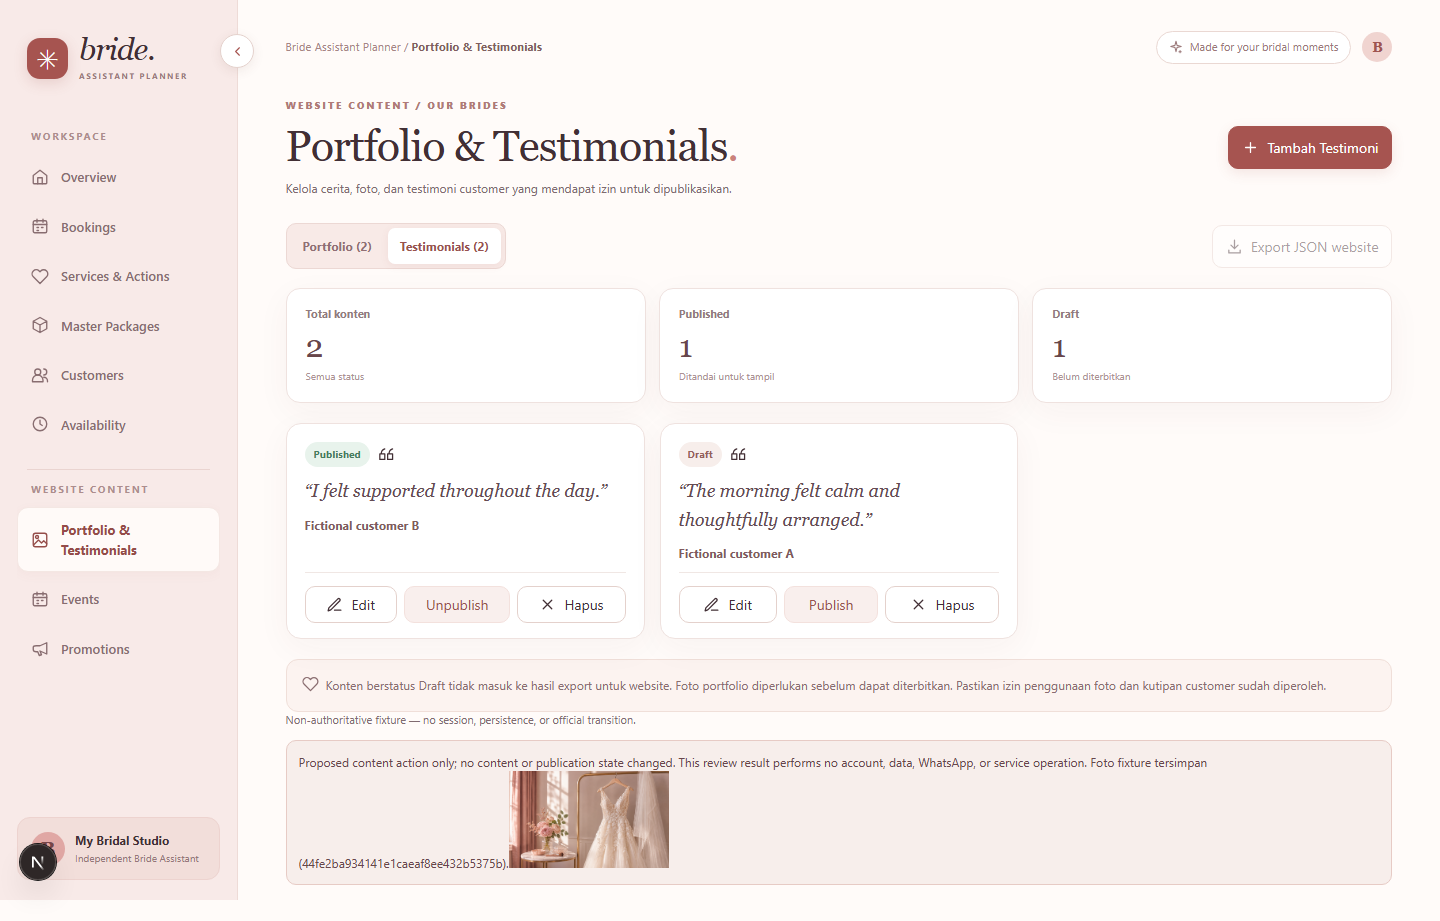 bride.
ASSISTANT PLANNER
WORKSPACE
Overview
Bookings
Services & Actions
Master Packages
Customers
Availability
WEBSITE CONTENT
Portfolio &
Testimonials
Events
Promotions
My Bridal Studio
Independent Bride Assistant
N
Bride Assistant Planner / Portfolio & Testimonials
Made for your bridal moments
B
WEBSITE CONTENT / OUR BRIDES
Portfolio & Testimonials.
Tambah Testimoni
Kelola cerita, foto, dan testimoni customer yang mendapat izin untuk dipublikasikan.
Portfolio (2)
Testimonials (2)
Export JSON website
Total konten
2
Semua status
Published
1
Ditandai untuk tampil
Draft
1
Belum diterbitkan
Published
“I felt supported throughout the day.”
Fictional customer B
Edit
Unpublish
Hapus
Draft
“The morning felt calm and
thoughtfully arranged.”
Fictional customer A
Edit
Publish
Hapus
Konten berstatus Draft tidak masuk ke hasil export untuk website. Foto portfolio diperlukan sebelum dapat diterbitkan. Pastikan izin penggunaan foto dan kutipan customer sudah diperoleh.
Non-authoritative fixture — no session, persistence, or official transition.
Proposed content action only; no content or publication state changed. This review result performs no account, data, WhatsApp, or service operation. Foto fixture tersimpan
(44fe2ba934141e1caeaf8ee432b5375b).